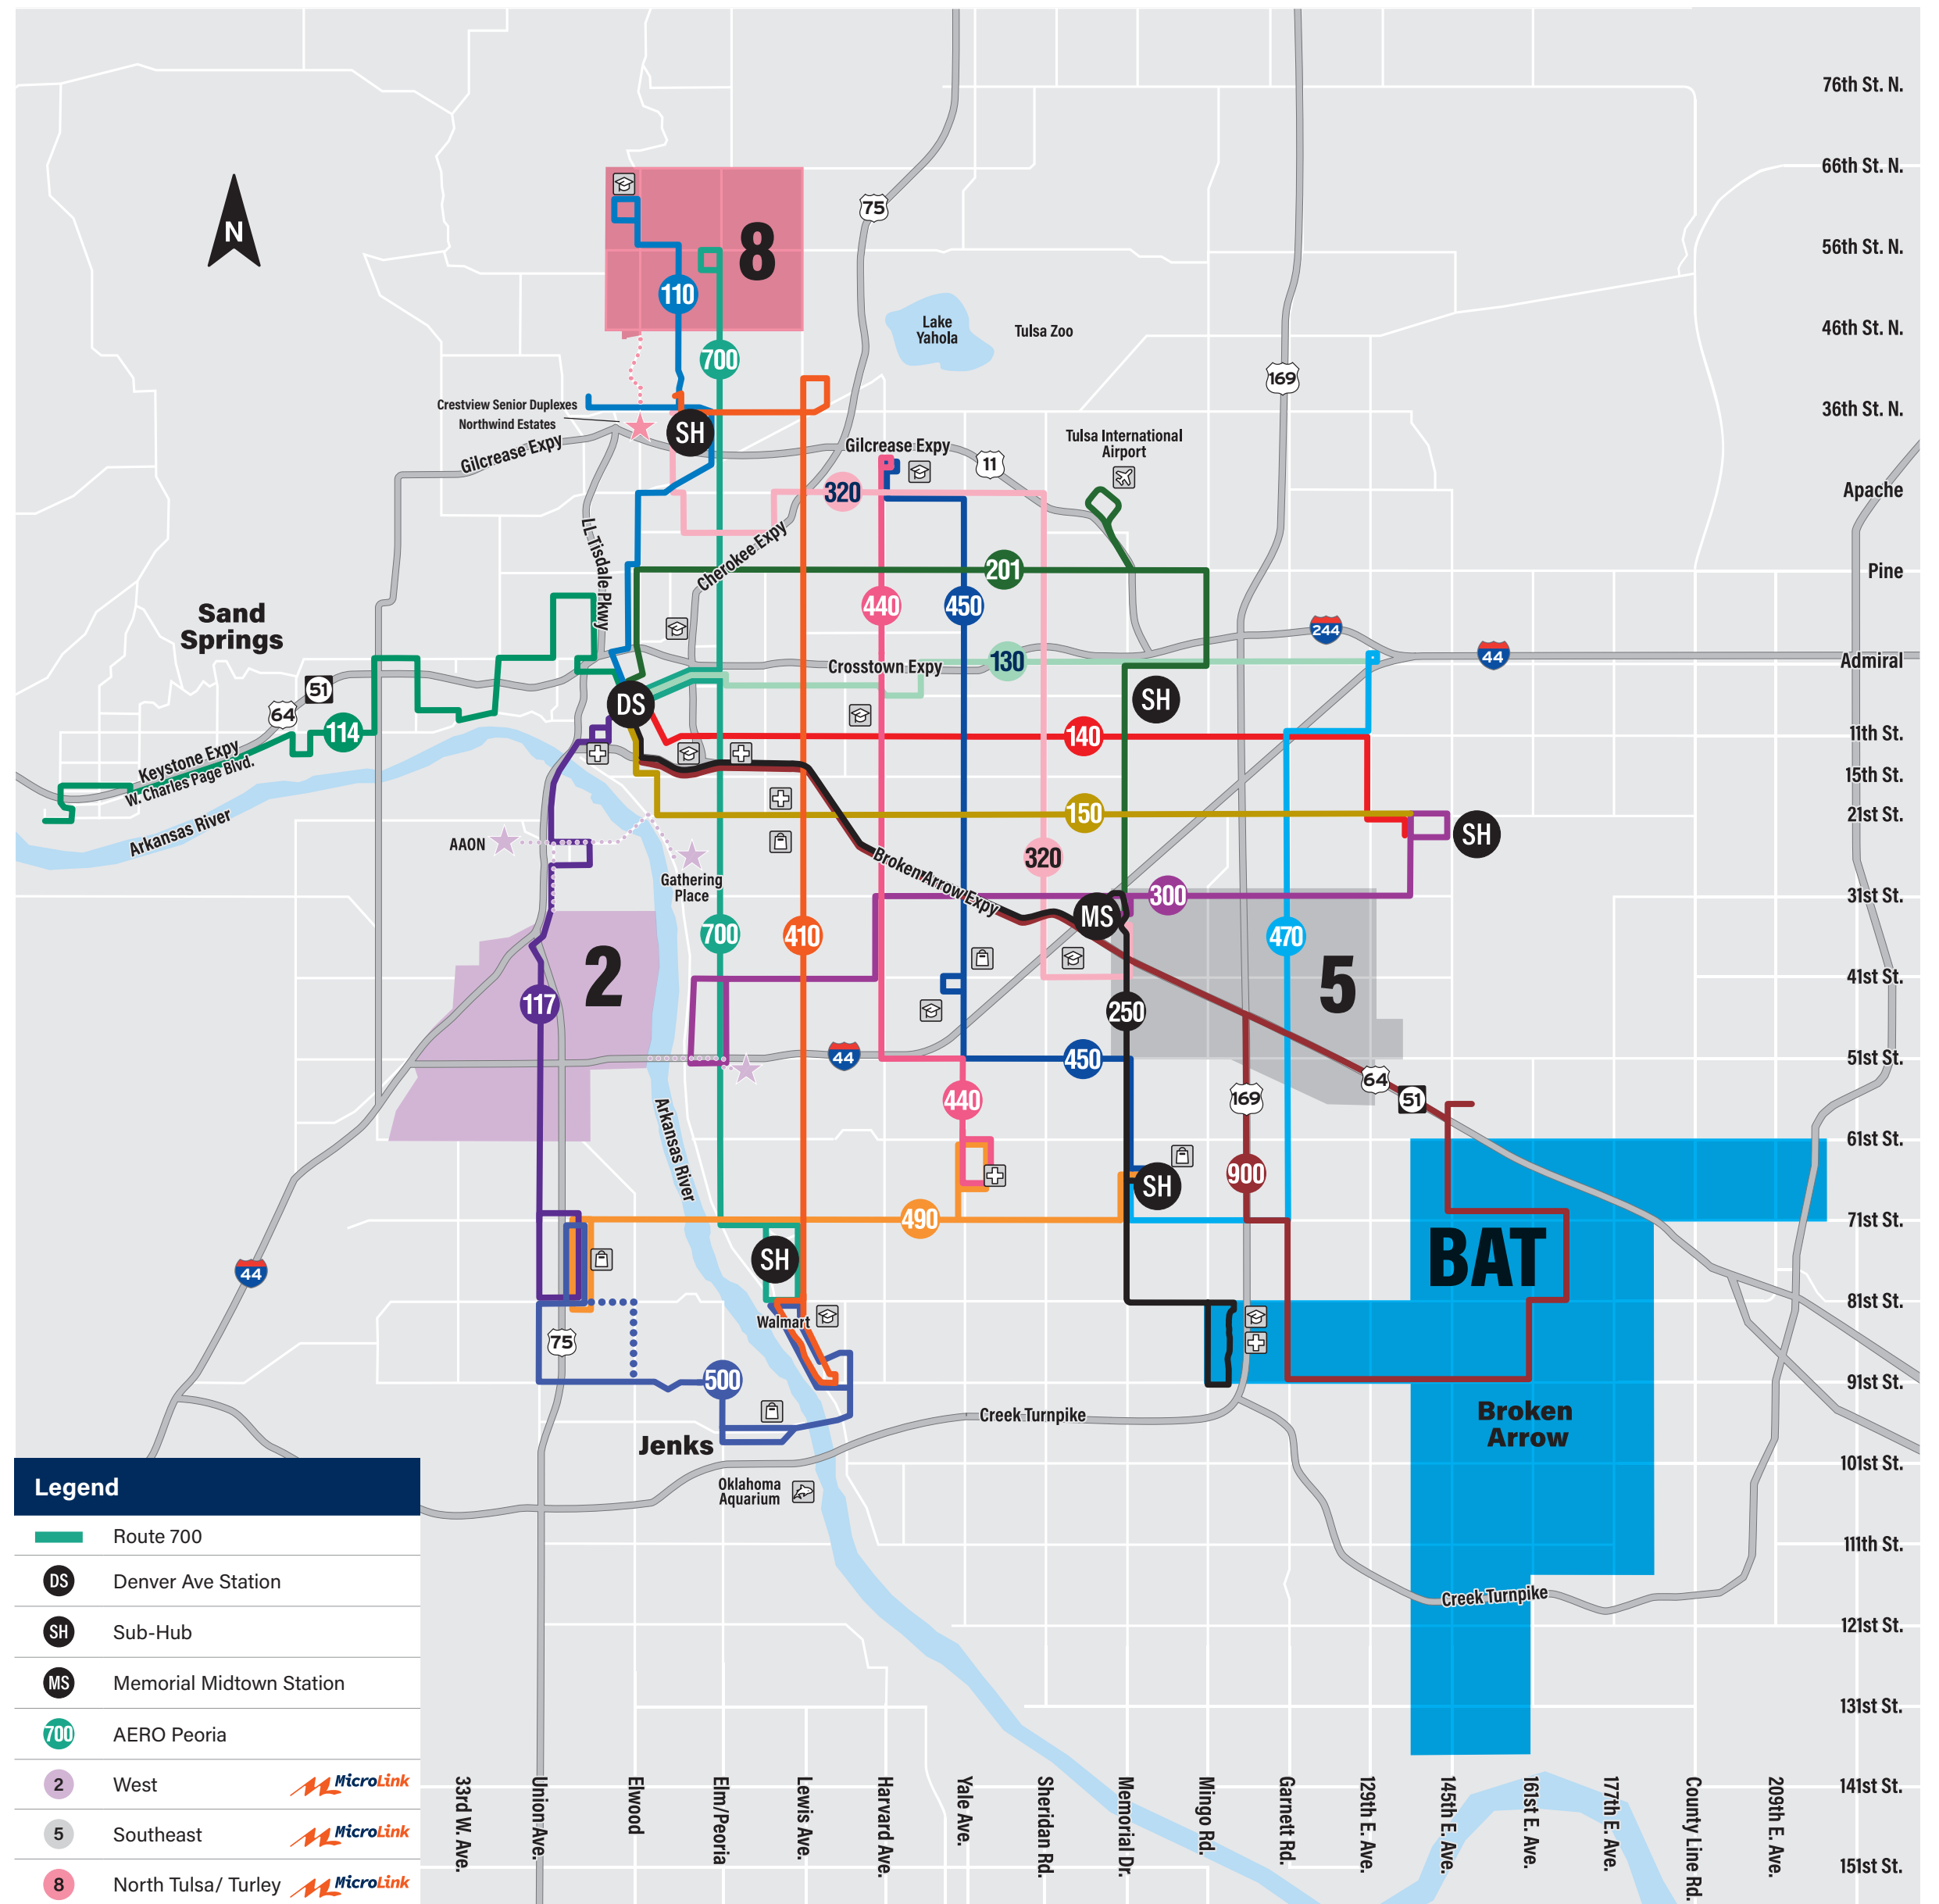 76th St. N.
66th St. N.
56th St. N.
46th St. N.
36th St. N.
Apache
Pine
Admiral
11th St.
15th St.
21st St.
31st St.
41st St.
51st St.
61st St.
71st St.
81st St.
91st St.
101st St.
111th St.
121st St.
131st St.
141st St.
151st St.
N
8
75
110
700
Lake
Yahola
Tulsa Zoo
169
Crestview Senior Duplexes
Northwind Estates
SH
Gilcrease Expy
Gilcrease Expy
11
Tulsa International
Airport
320
LL Tisdale Pkwy
Cherokee Expy
201
Sand
Springs
440
450
244
44
130
Crosstown Expy
51
64
DS
SH
114
140
Keystone Expy
W. Charles Page Blvd.
Arkansas River
150
SH
AAON
Gathering
Place
Broken Arrow Expy
320
300
MS
2
700
410
470
5
117
250
44
450
64
51
440
169
Arkansas River
900
SH
490
BAT
SH
44
75
Walmart
500
Broken
Arrow
Creek Turnpike
Jenks
Oklahoma
Aquarium
Creek Turnpike
Legend
Route 700
DS Denver Ave Station
SH Sub-Hub
MS Memorial Midtown Station
700 AERO Peoria
2 West MicroLink
5 Southeast MicroLink
8 North Tulsa/ Turley MicroLink
33rd W. Ave.
Union Ave.
Elwood
Elm/Peoria
Lewis Ave.
Harvard Ave.
Yale Ave.
Sheridan Rd.
Memorial Dr.
Mingo Rd.
Garnett Rd.
129th E. Ave.
145th E. Ave.
161st E. Ave.
177th E. Ave.
County Line Rd.
209th E. Ave.